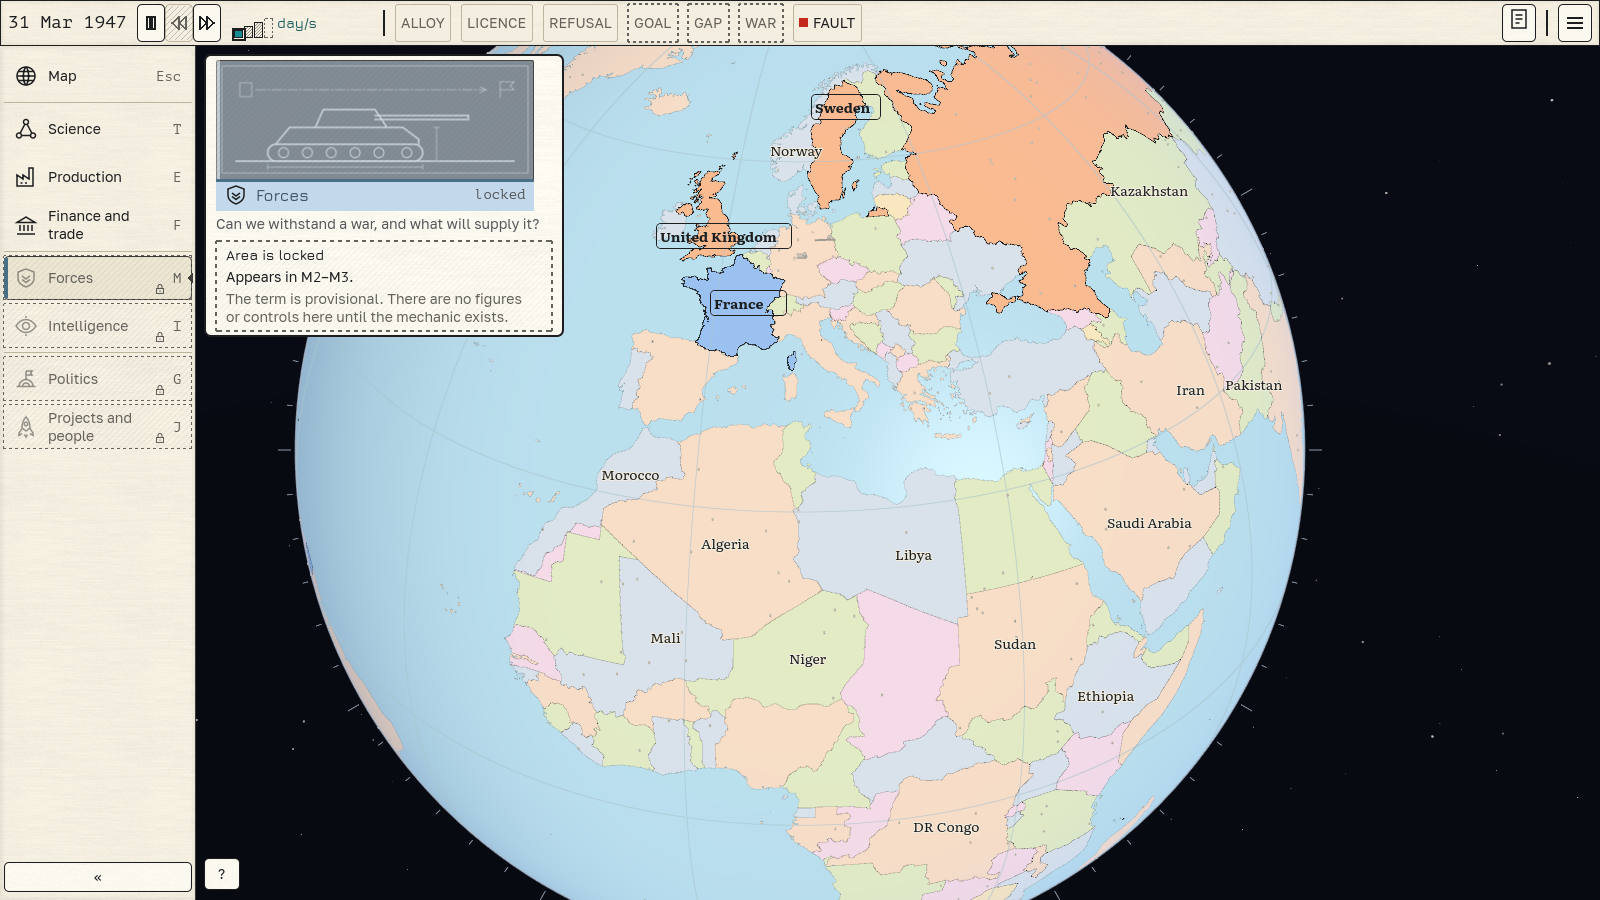 31 Mar 1947
day/s
ALLOY
LICENCE
REFUSAL
GOAL
GAP
WAR
FAULT
Map Esc
Science T
Production E
Finance and
trade F
Forces M
Intelligence I
Politics G
Projects and
people J
«
Forces locked
Can we withstand a war, and what will supply it?
Area is locked
Appears in M2–M3.
The term is provisional. There are no figures
or controls here until the mechanic exists.
Sweden
Norway
Kazakhstan
United Kingdom
France
Iran
Pakistan
Morocco
Saudi Arabia
Algeria
Libya
Mali
Niger
Sudan
Ethiopia
DR Congo
?